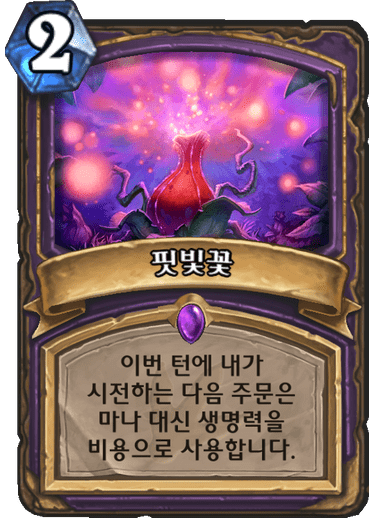 2
핏빛꽃
이번 턴에 내가
시전하는 다음 주문은
마나 대신 생명력을
비용으로 사용합니다.